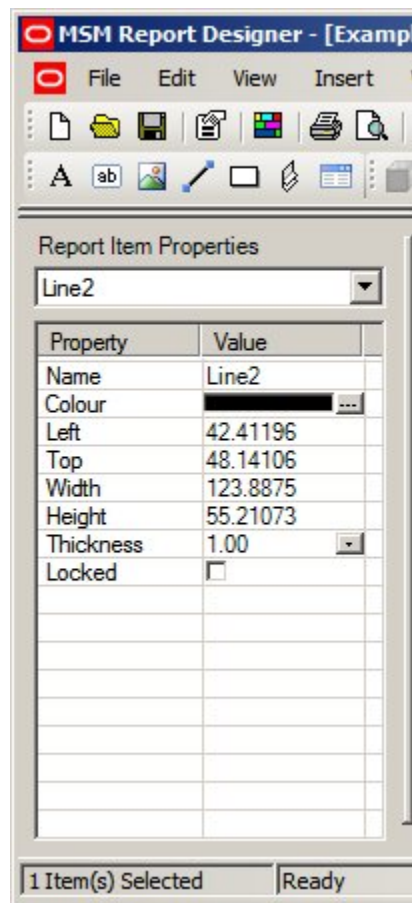 MSM Report Designer - [Examp
File Edit View Insert
A ab
Report Item Properties
Line2
Property Value
Name Line2
Colour ...
Left 42.41196
Top 48.14106
Width 123.8875
Height 55.21073
Thickness 1.00
Locked
1 Item(s) Selected Ready